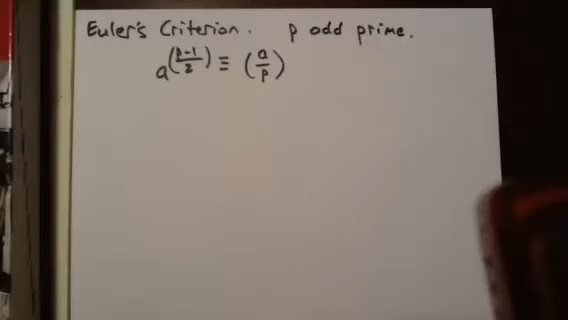 Euler's Criterion. p odd prime.
a^(p-1/2) ≡ (a/p)